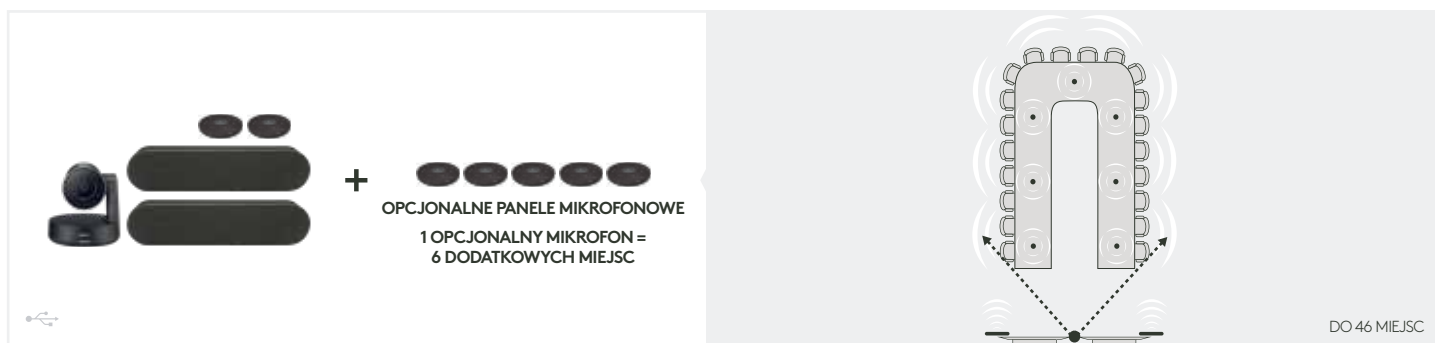 +
OPCJONALNE PANELE MIKROFONOWE
1 OPCJONALNY MIKROFON =
6 DODATKOWYCH MIEJSC
DO 46 MIEJSC